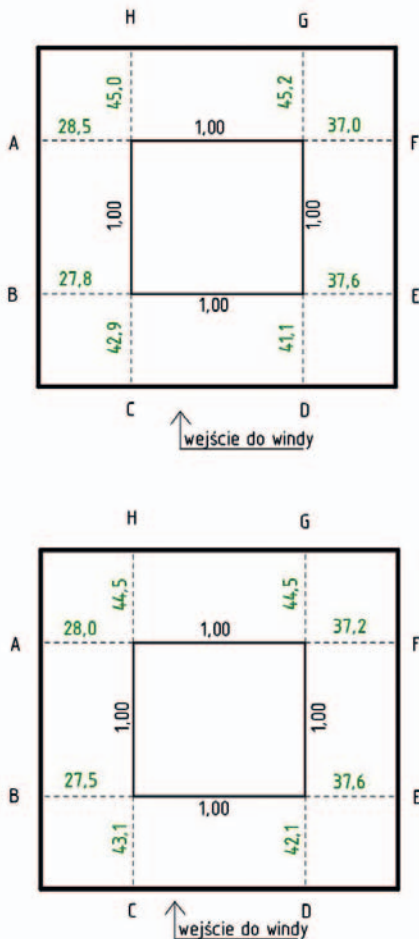 H G
45,0 45,2
28,5 1,00 37,0
A F
1,00 1,00
27,8 37,6
B E
1,00
42,9 41,1
C D
wejście do windy
H G
44,5 44,5
28,0 1,00 37,2
A F
1,00 1,00
27,5 37,6
B E
1,00
43,1 42,1
C D
wejście do windy